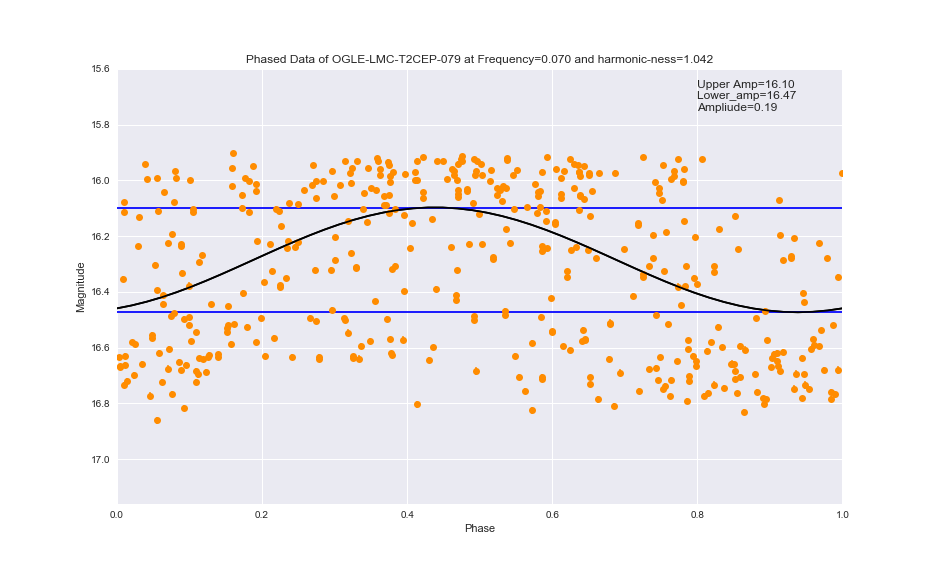 Phased Data of OGLE-LMC-T2CEP-079 at Frequency=0.070 and harmonic-ness=1.042
15.6
Upper Amp=16.10
Lower_amp=16.47
Ampliude=0.19
15.8
16.0
16.2
Magnitude
16.4
16.6
16.8
17.0
0.0 0.2 0.4 0.6 0.8 1.0
Phase